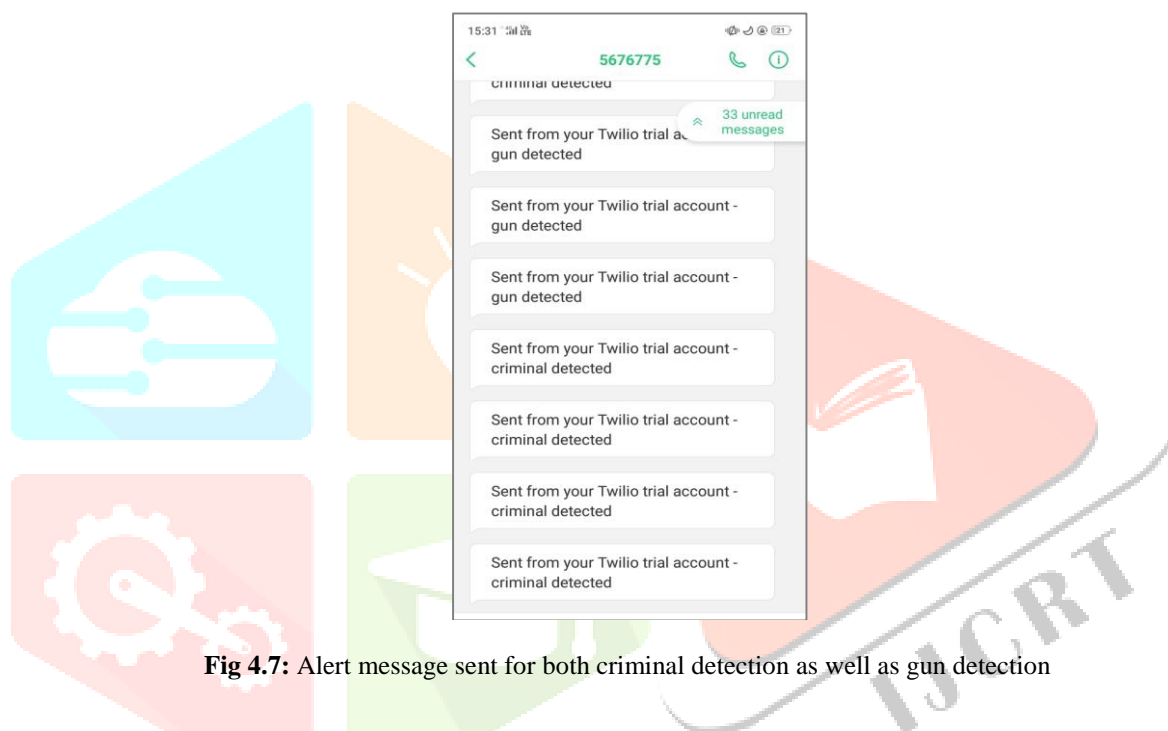 15:31
VO
LTE
21
5676775
criminal detected
33 unread
messages
Sent from your Twilio trial
gun detected
Sent from your Twilio trial account -
gun detected
Sent from your Twilio trial account -
gun detected
Sent from your Twilio trial account -
criminal detected
Sent from your Twilio trial account -
criminal detected
Sent from your Twilio trial account -
criminal detected
Sent from your Twilio trial account -
criminal detected
Fig 4.7: Alert message sent for both criminal detection as well as gun detection
IJCRT